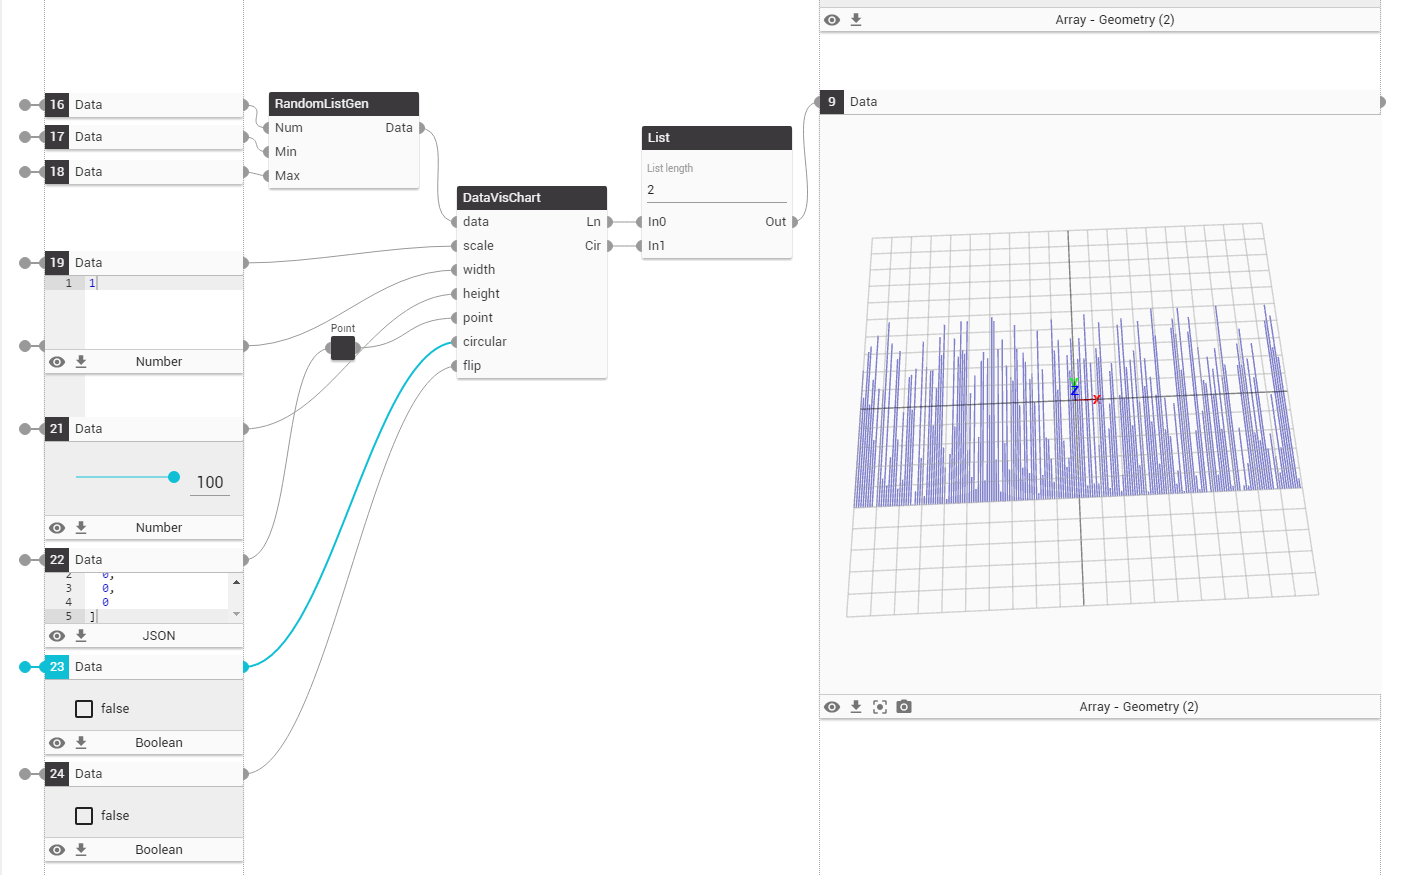 Array - Geometry (2)
16 Data
17 Data
18 Data
RandomListGen
Num Data
Min
Max
9 Data
List
List length
2
In0 Out
In1
DataVisChart
data Ln
scale Cir
width
height
point
circular
flip
19 Data
1 1
Number
Point
21 Data
100
Number
22 Data
2 0,
3 0,
4 0
5 ]
JSON
23 Data
false
Boolean
24 Data
false
Boolean
Z
X
Array - Geometry (2)